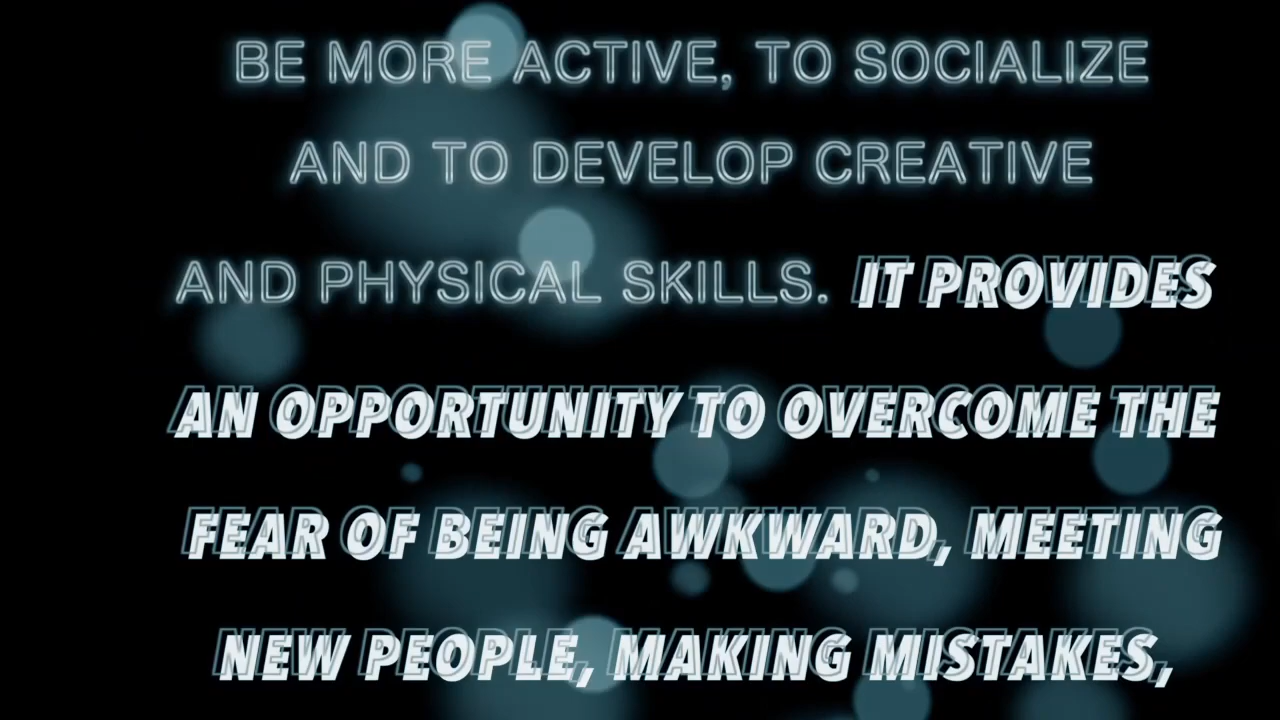 BE MORE ACTIVE, TO SOCIALIZE
AND TO DEVELOP CREATIVE
AND PHYSICAL SKILLS. IT PROVIDES
AN OPPORTUNITY TO OVERCOME THE
FEAR OF BEING AWKWARD, MEETING
NEW PEOPLE, MAKING MISTAKES,